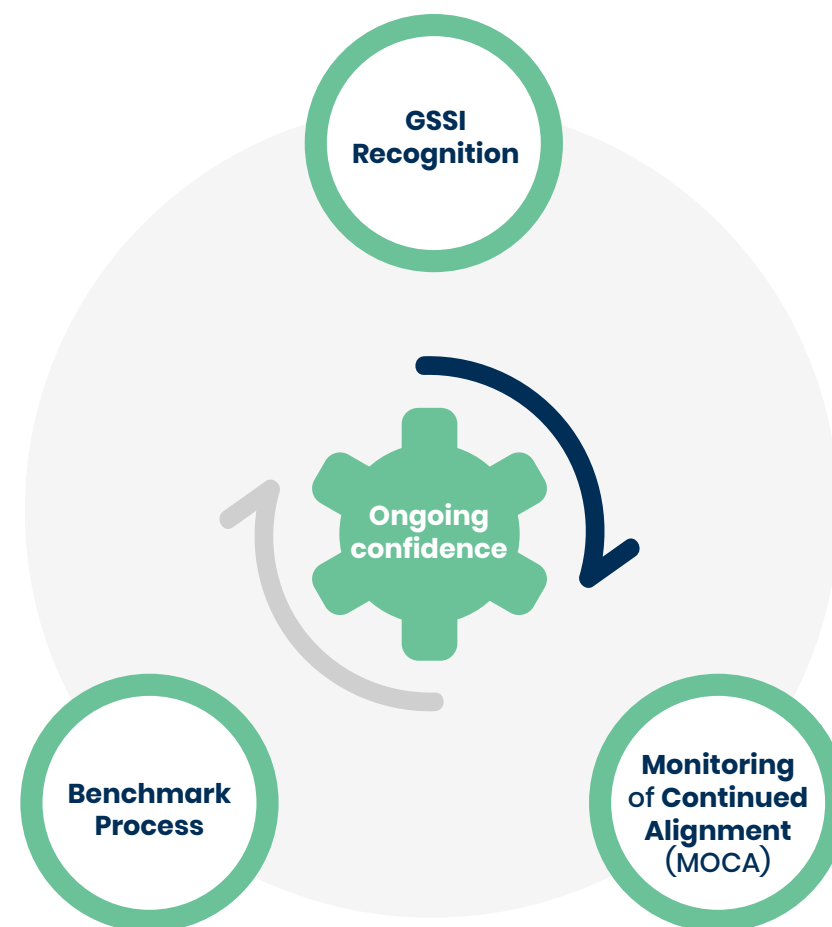 GSSI
Recognition
Ongoing
confidence
Benchmark
Process
Monitoring
of Continued
Alignment
(MOCA)